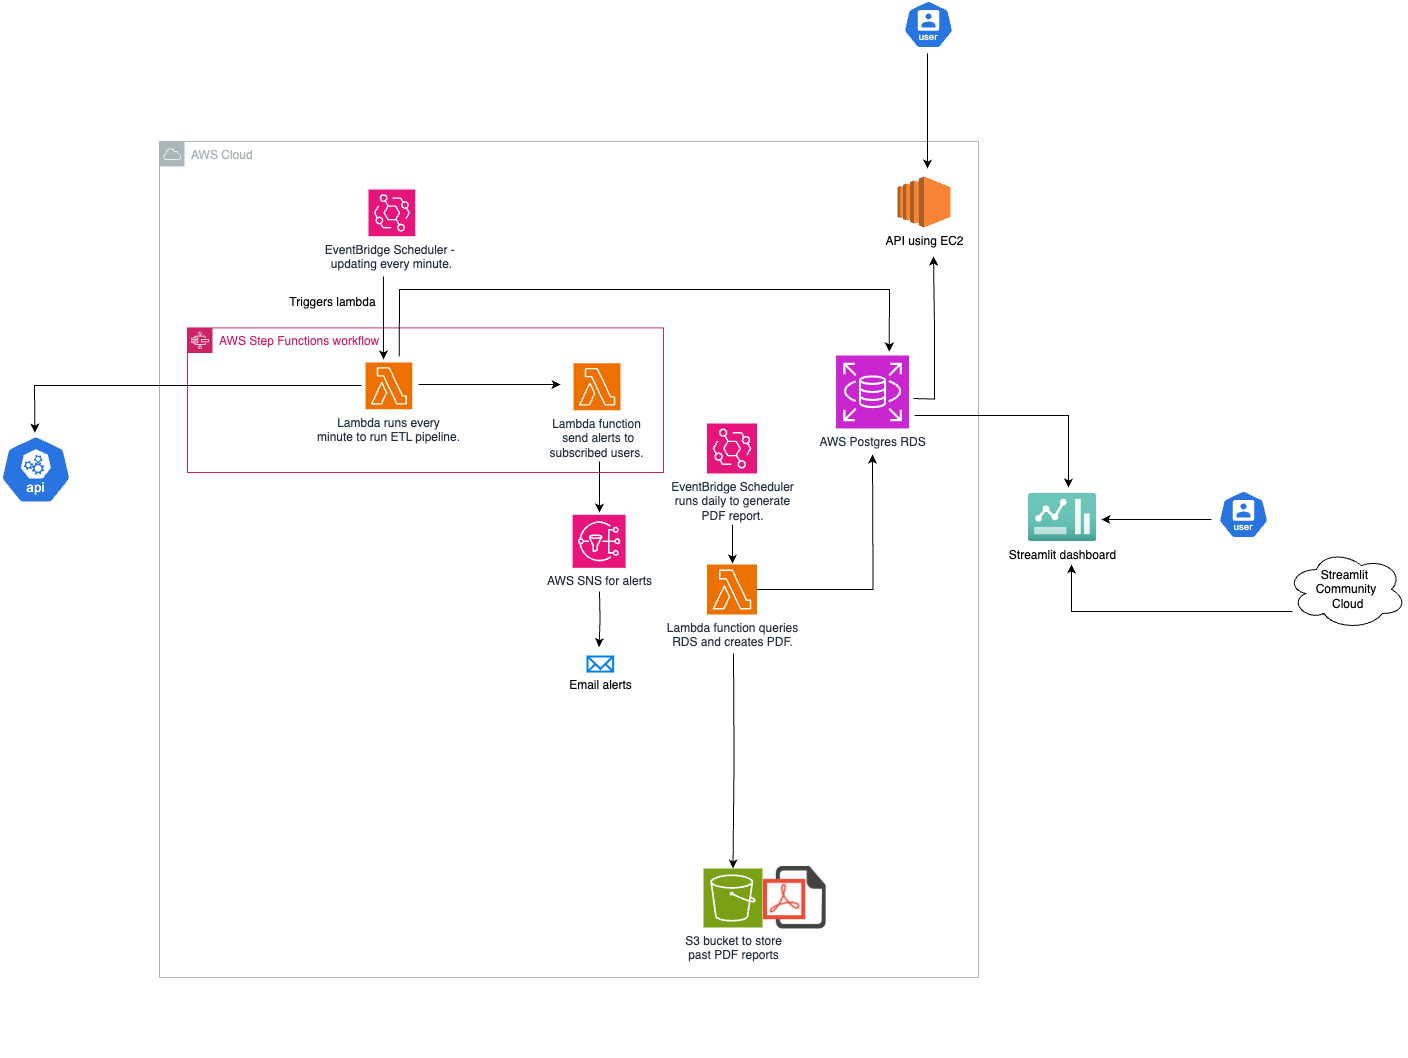 user
AWS Cloud
EventBridge Scheduler -
updating every minute.
API using EC2
Triggers lambda
AWS Step Functions workflow
Lambda runs every
minute to run ETL pipeline.
Lambda function
send alerts to
subscribed users.
AWS Postgres RDS
api
EventBridge Scheduler
runs daily to generate
PDF report.
user
Streamlit dashboard
AWS SNS for alerts
Streamlit
Community
Cloud
Lambda function queries
RDS and creates PDF.
Email alerts
S3 bucket to store
past PDF reports